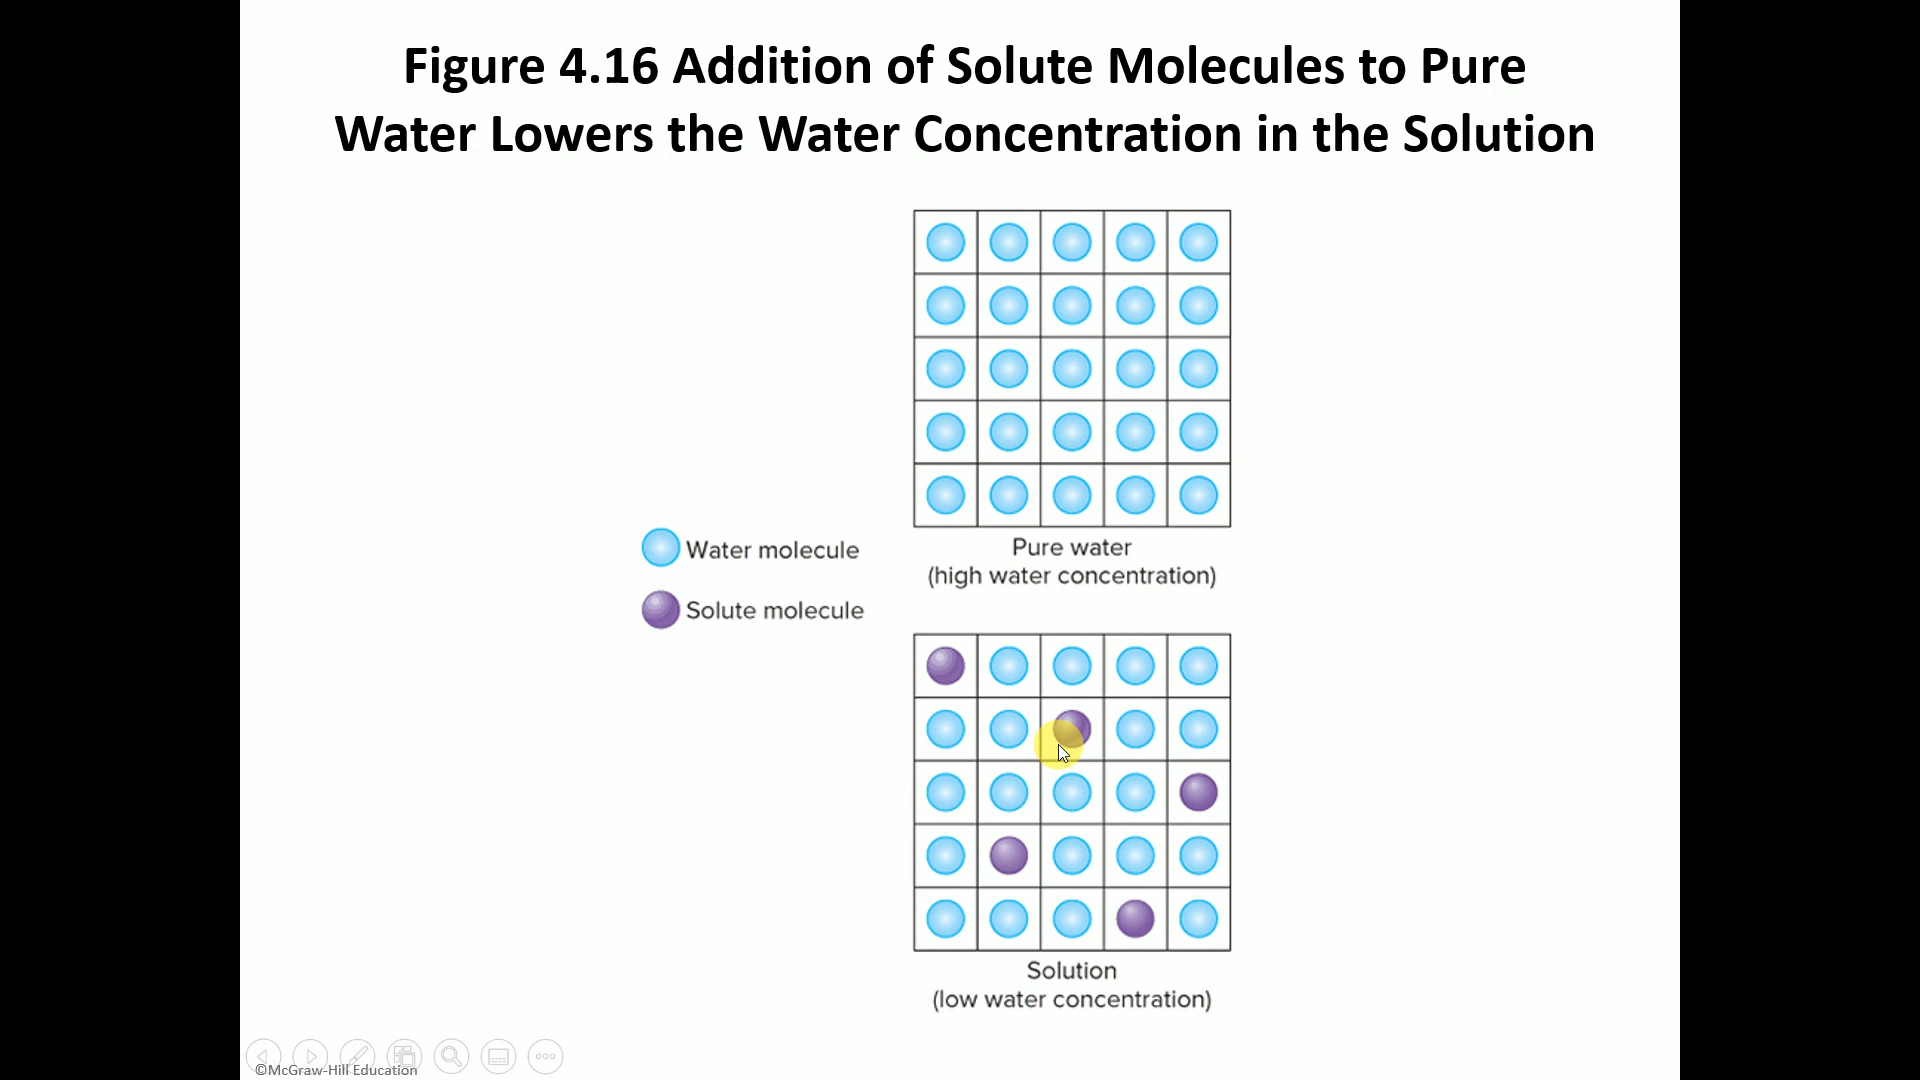 Figure 4.16 Addition of Solute Molecules to Pure
Water Lowers the Water Concentration in the Solution
Water molecule
Solute molecule
Pure water
(high water concentration)
Solution
(low water concentration)
©McGraw-Hill Education